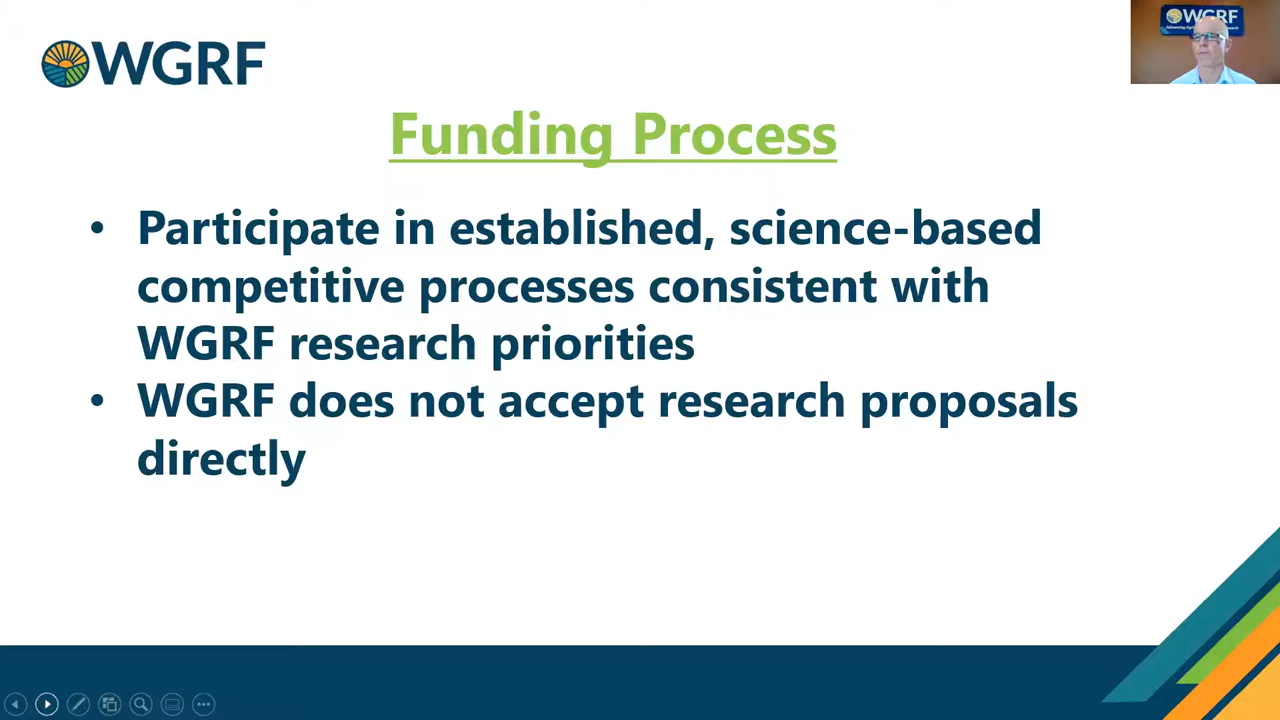 WGRF
WGRF
Funding Process
• Participate in established, science-based
competitive processes consistent with
WGRF research priorities
• WGRF does not accept research proposals
directly